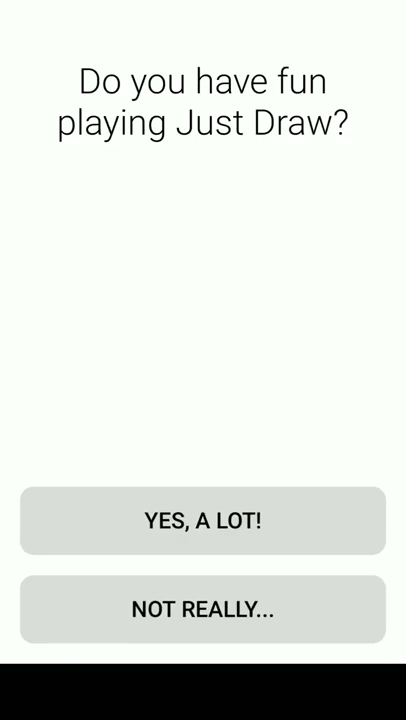 Do you have fun
playing Just Draw?
YES, A LOT!
NOT REALLY...